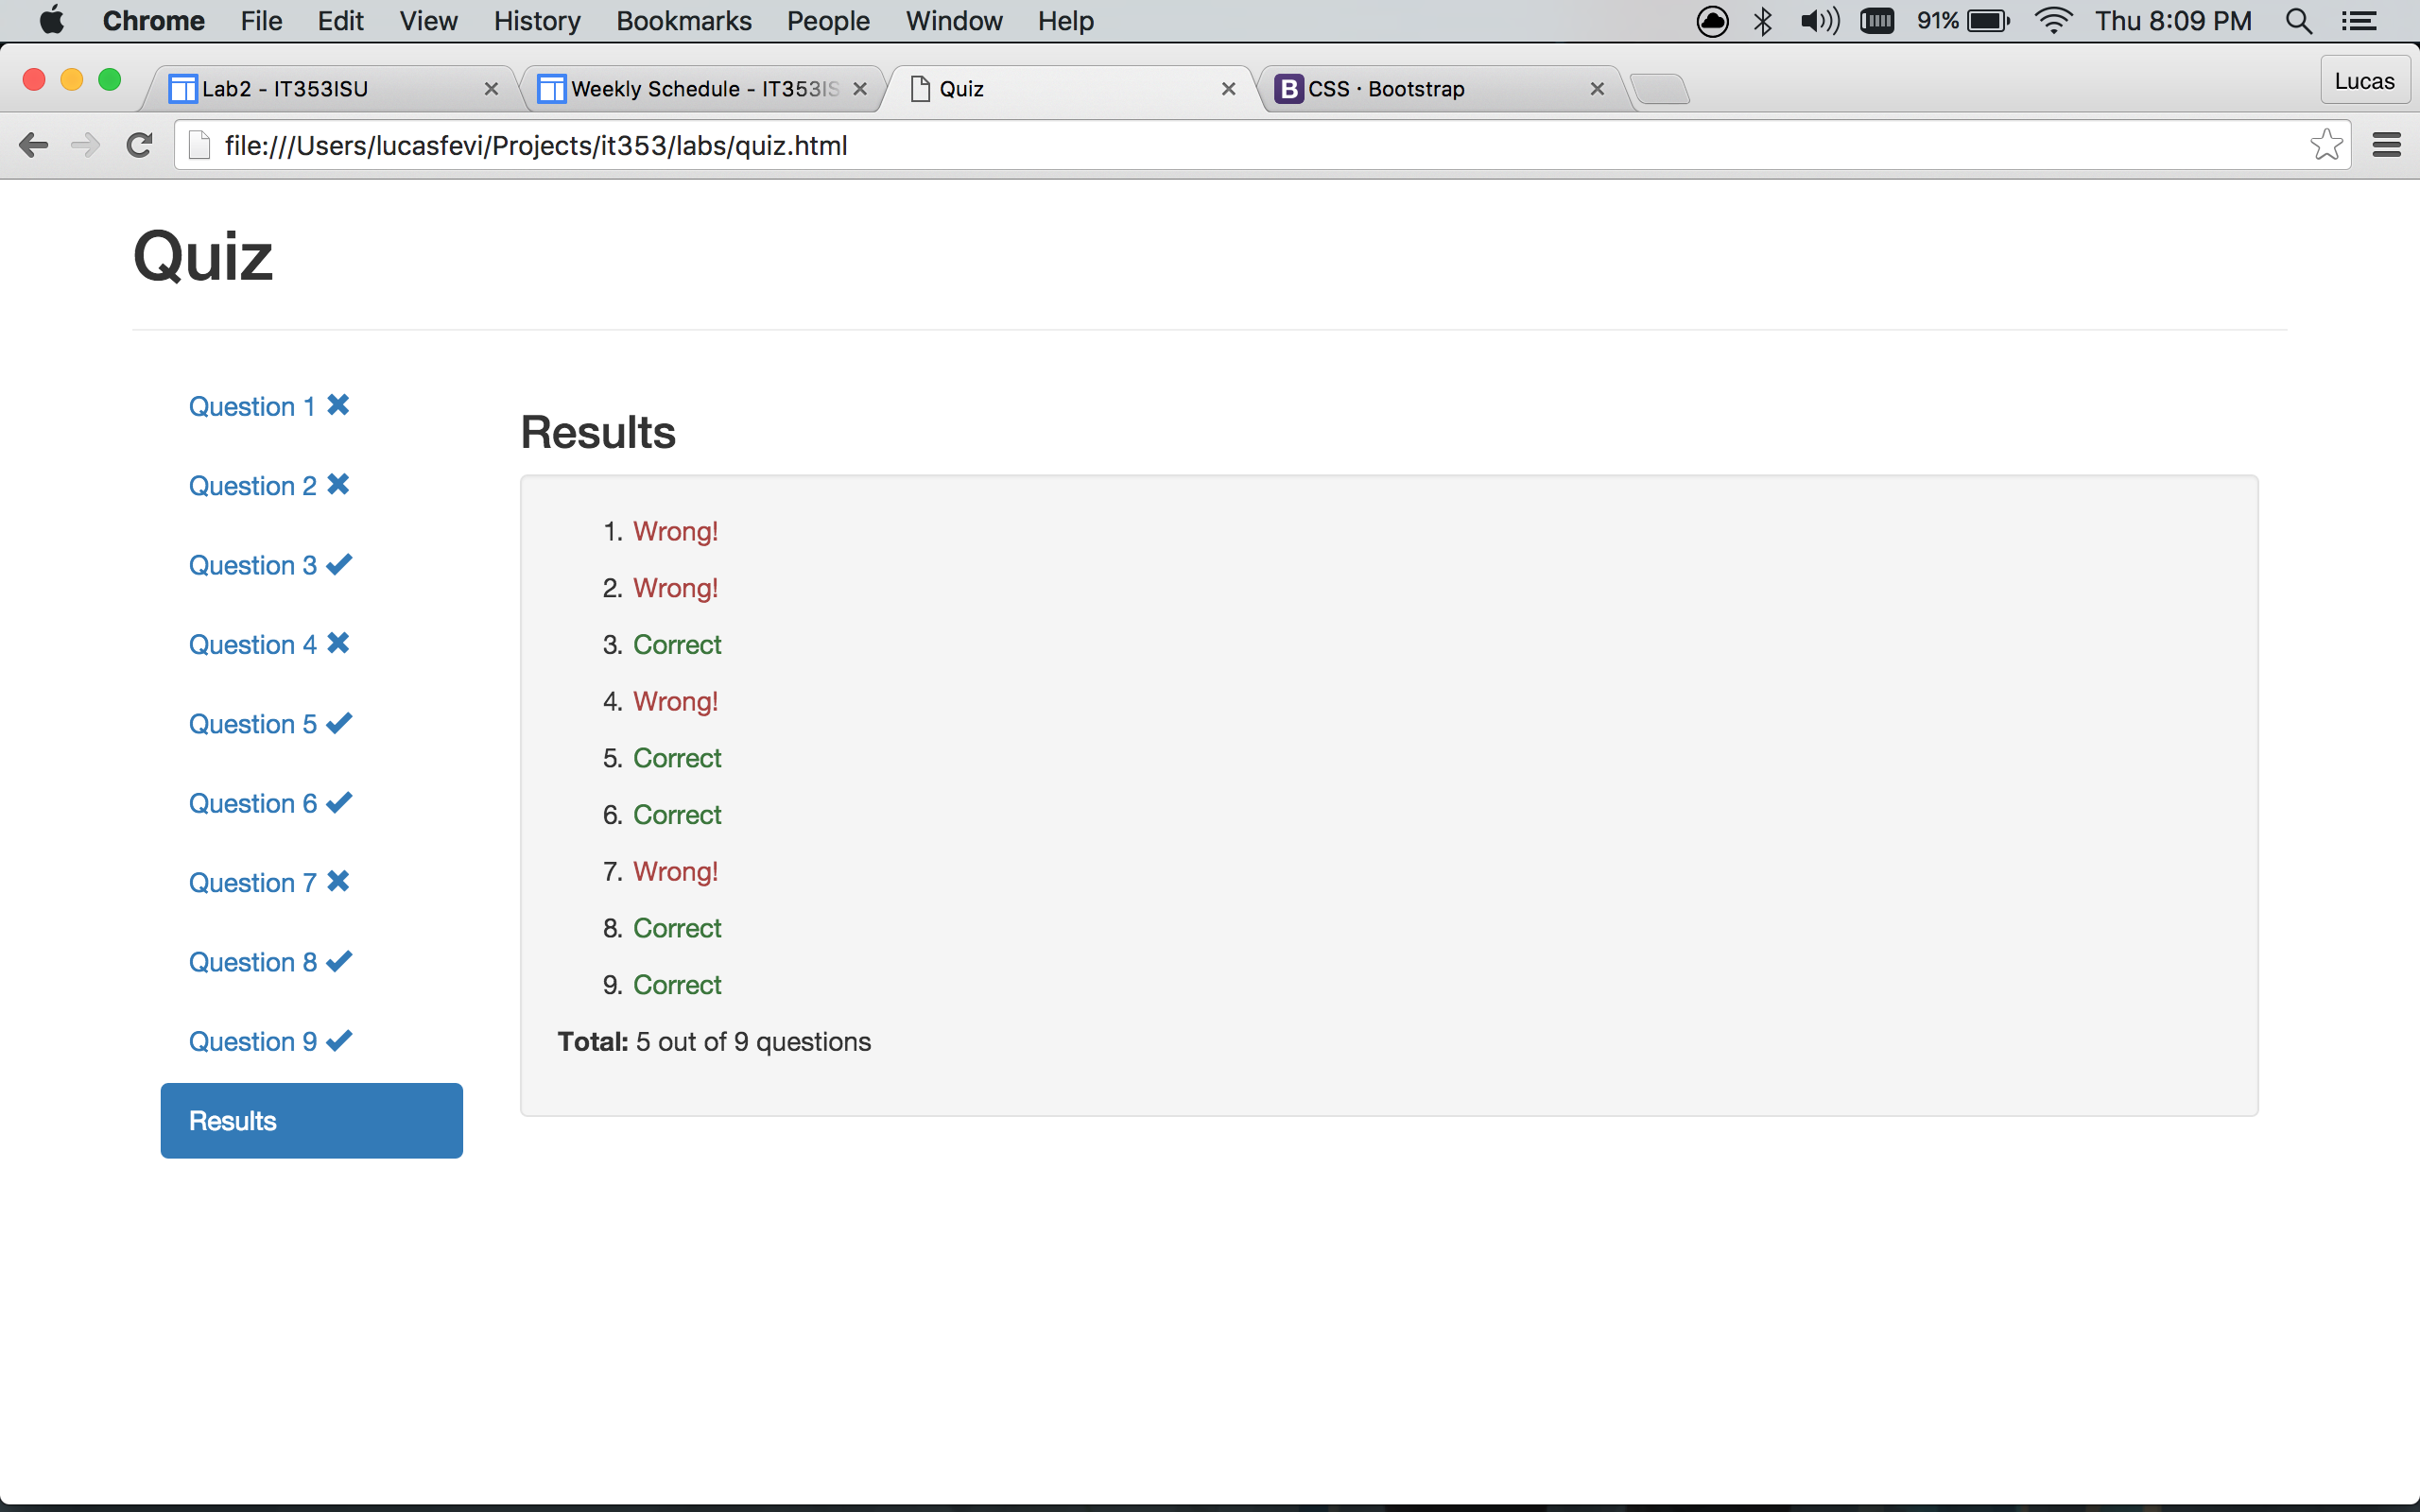 Chrome File Edit View History Bookmarks People Window Help 91% Thu 8:09 PM
Lab2 - IT353ISU Weekly Schedule - IT353IS Quiz B CSS · Bootstrap Lucas
file:///Users/lucasfevi/Projects/it353/labs/quiz.html
Quiz
Question 1
Question 2
Question 3
Question 4
Question 5
Question 6
Question 7
Question 8
Question 9
Results
Results
1. Wrong!
2. Wrong!
3. Correct
4. Wrong!
5. Correct
6. Correct
7. Wrong!
8. Correct
9. Correct
Total: 5 out of 9 questions